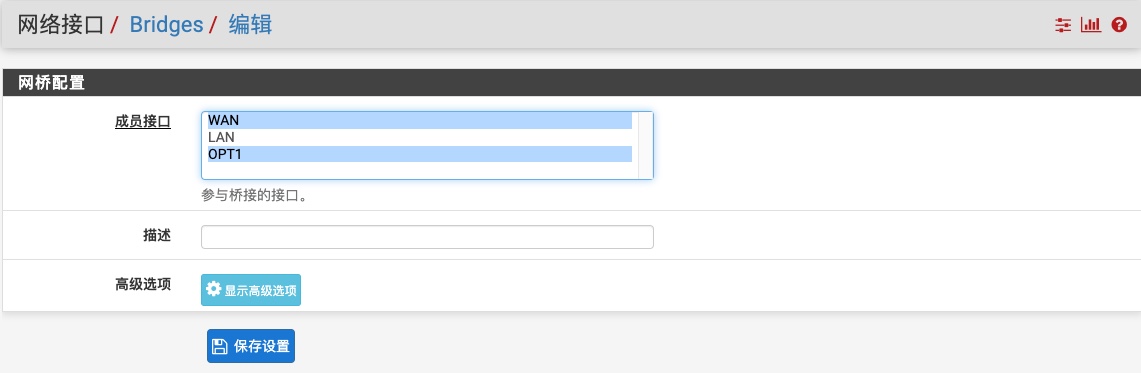 网络接口 / Bridges / 编辑
网桥配置
成员接口
WAN
LAN
OPT1
参与桥接的接口。
描述
高级选项
显示高级选项
保存设置